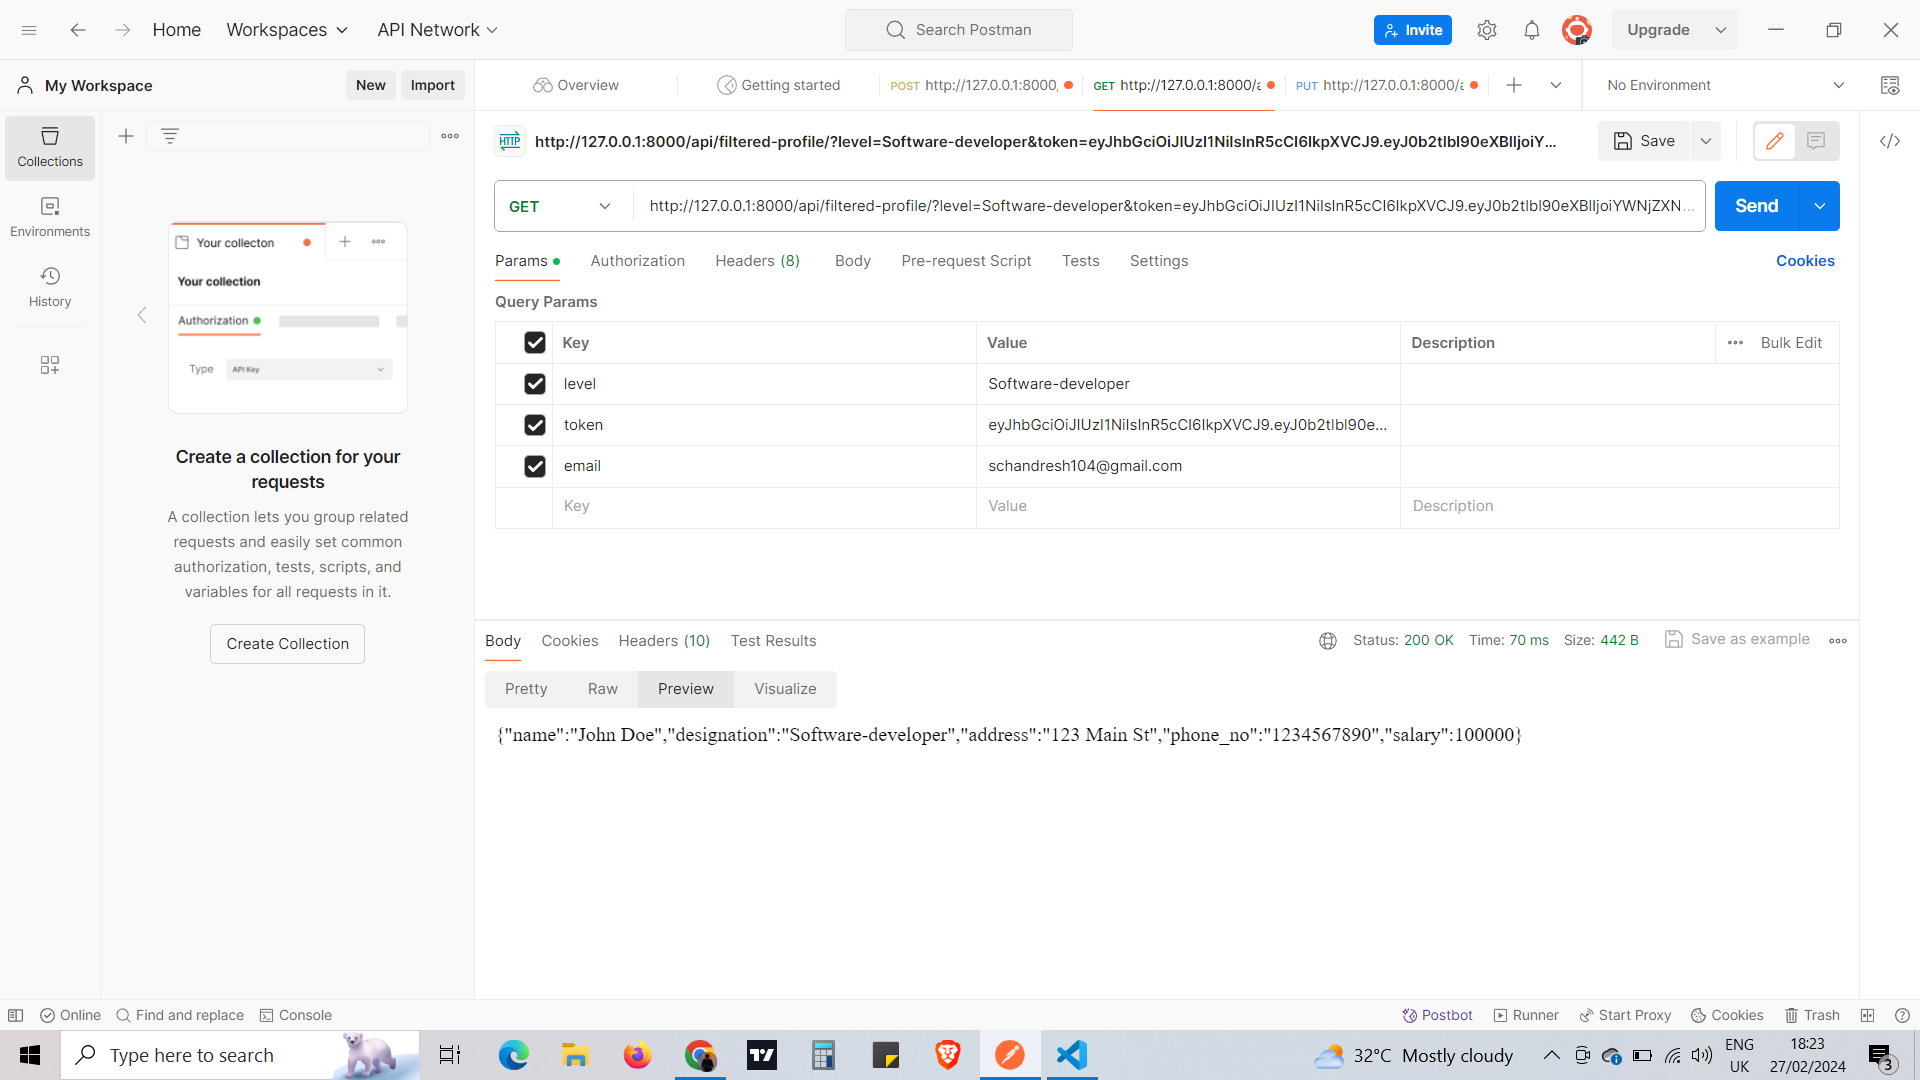 Home
Workspaces
API Network
Search Postman
Invite
Upgrade
My Workspace
New
Import
Overview
Getting started
POST http://127.0.0.1:8000/
GET http://127.0.0.1:8000/a
PUT http://127.0.0.1:8000/a
No Environment
Collections
Environments
History
Your collecton
Your collection
Authorization
Type
API Key
Create a collection for your
requests
A collection lets you group related
requests and easily set common
authorization, tests, scripts, and
variables for all requests in it.
Create Collection
HTTP
http://127.0.0.1:8000/api/filtered-profile/?level=Software-developer&token=eyJhbGciOiJIUzI1NiIsInR5cCI6IkpXVCJ9.eyJ0b2tlbl90eXBlIjoiY...
Save
GET
http://127.0.0.1:8000/api/filtered-profile/?level=Software-developer&token=eyJhbGciOiJIUzI1NiIsInR5cCI6IkpXVCJ9.eyJ0b2tlbl90eXBlIjoiYWNjZXN...
Send
Params
Authorization
Headers (8)
Body
Pre-request Script
Tests
Settings
Cookies
Query Params
Key Value Description Bulk Edit
level Software-developer
token eyJhbGciOiJIUzI1NiIsInR5cCI6IkpXVCJ9.eyJ0b2tlbl90e...
email schandresh104@gmail.com
Key Value Description
Body
Cookies
Headers (10)
Test Results
Status: 200 OK
Time: 70 ms
Size: 442 B
Save as example
Pretty
Raw
Preview
Visualize
{"name":"John Doe","designation":"Software-developer","address":"123 Main St","phone_no":"1234567890","salary":100000}
Online
Find and replace
Console
Postbot
Runner
Start Proxy
Cookies
Trash
Type here to search
32°C Mostly cloudy
ENG
UK
18:23
27/02/2024
3